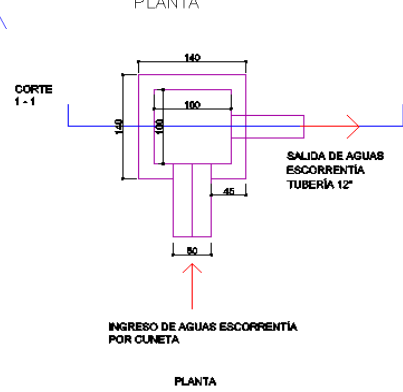 PLANTA
140
CORTE
1 - 1
100
140
100
SALIDA DE AGUAS
ESCORRENTÍA
TUBERÍA 12"
45
50
INGRESO DE AGUAS ESCORRENTÍA
POR CUNETA
PLANTA